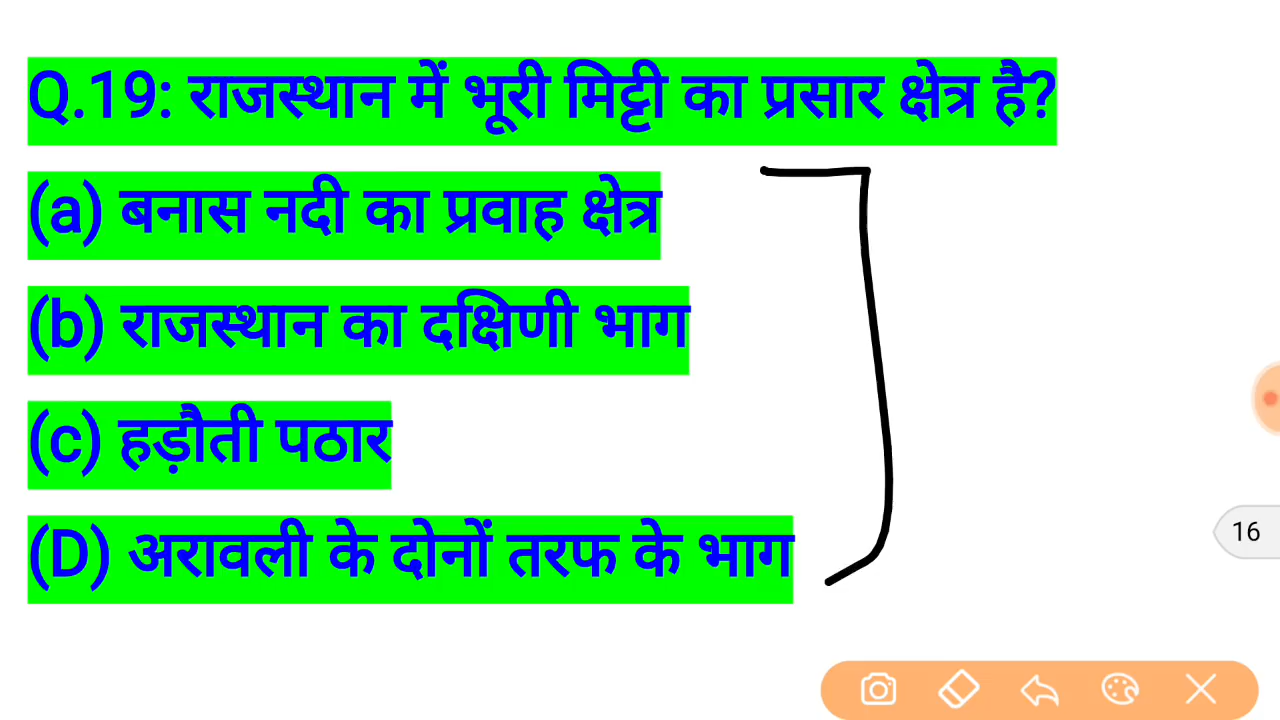 Q.19: राजस्थान में भूरी मिट्टी का प्रसार क्षेत्र है?
(a) बनास नदी का प्रवाह क्षेत्र
(b) राजस्थान का दक्षिणी भाग
(c) हड़ौती पठार
(D) अरावली के दोनों तरफ के भाग
16